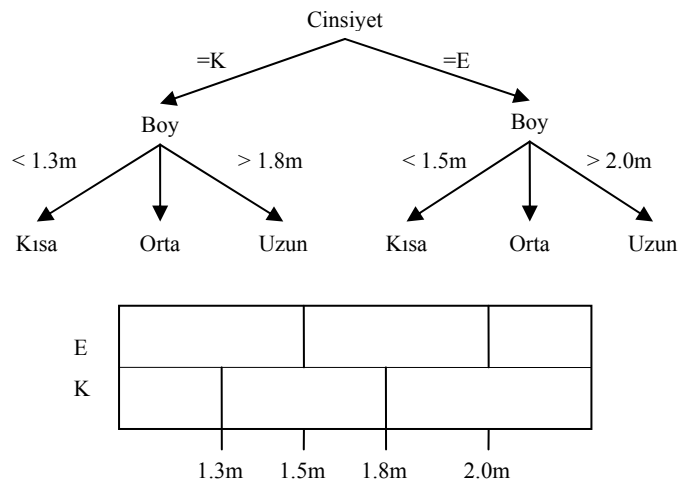 Cinsiyet
=K =E
Boy Boy
< 1.3m > 1.8m < 1.5m > 2.0m
Kısa Orta Uzun Kısa Orta Uzun
E
K
1.3m 1.5m 1.8m 2.0m